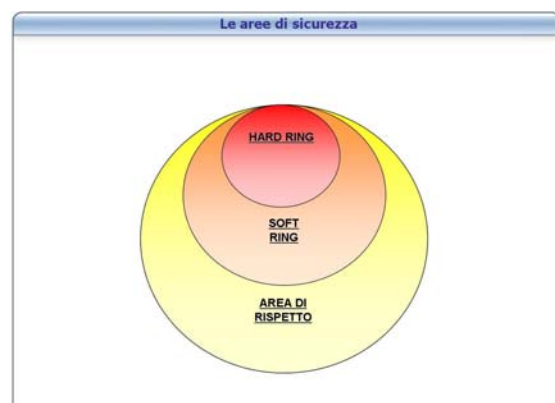 Le aree di sicurezza
HARD RING
SOFT
RING
AREA DI
RISPETTO